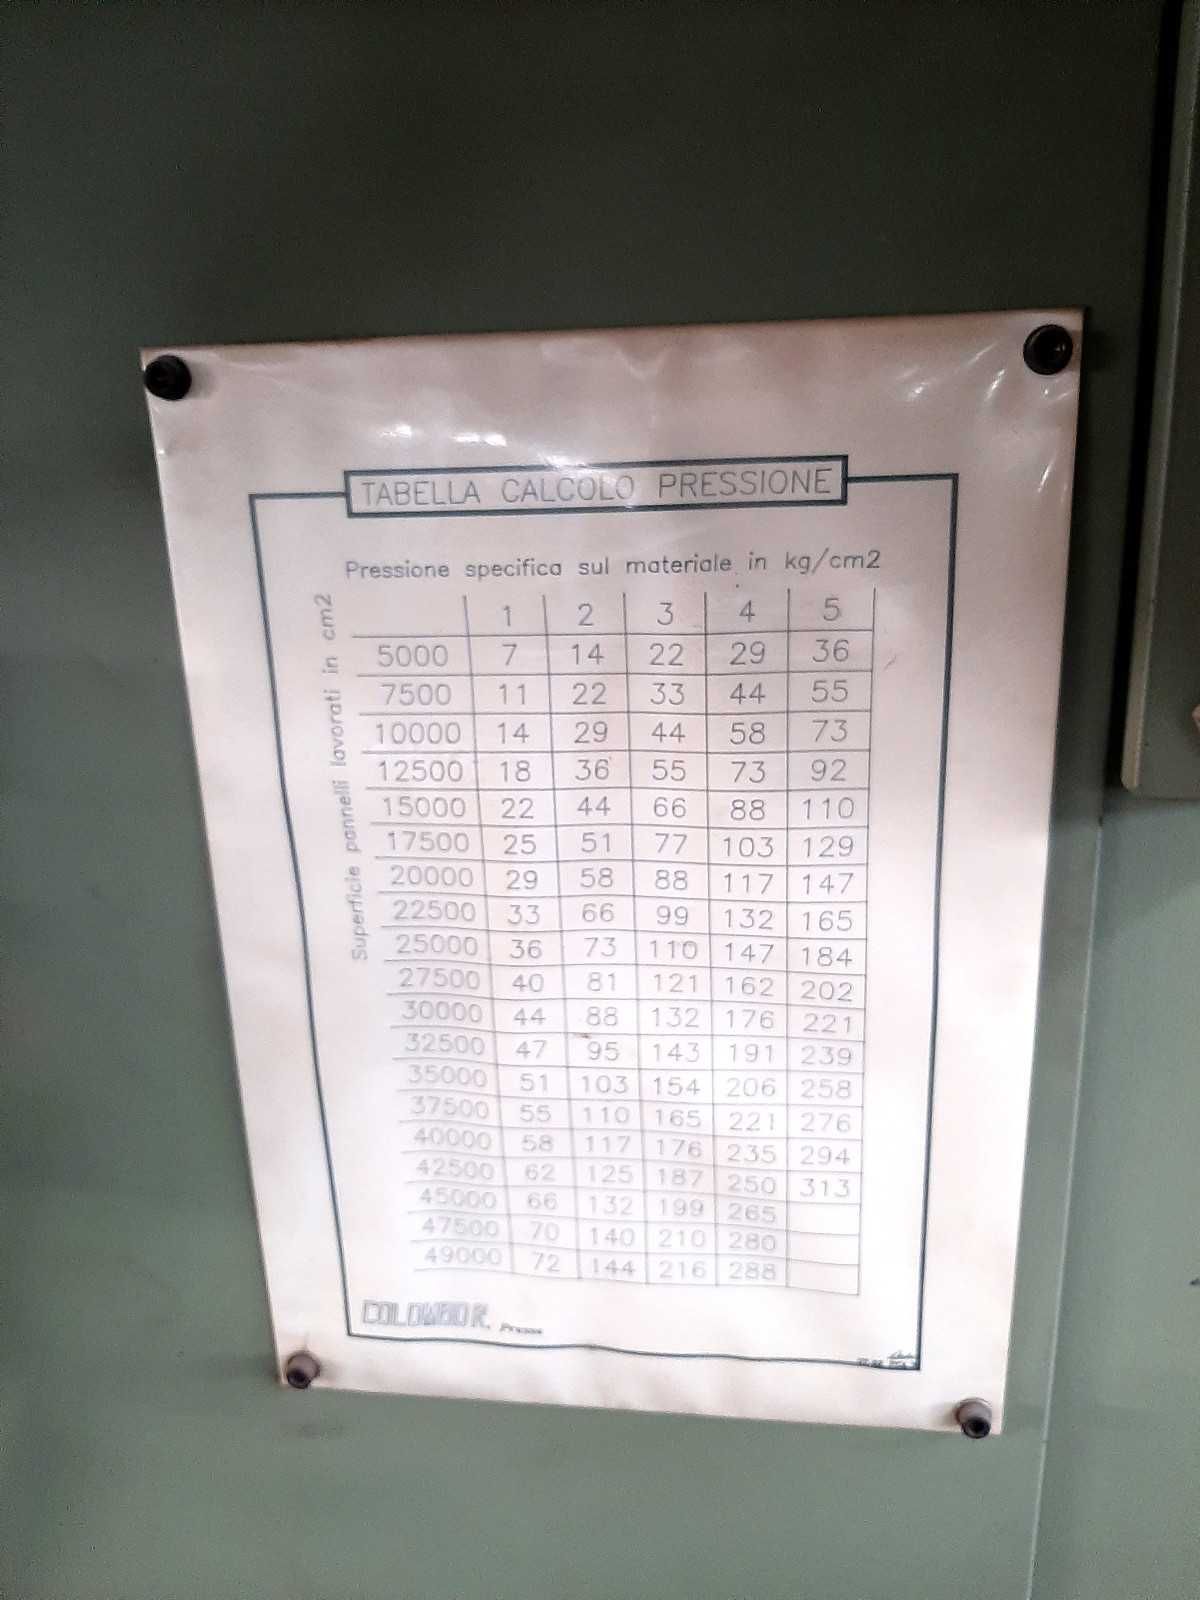 TABELLA CALCOLO PRESSIONE
Pressione specifica sul materiale in kg/cm2
Superficie pannelli lavorati in cm2
1 2 3 4 5
5000 7 14 22 29 36
7500 11 22 33 44 55
10000 14 29 44 58 73
12500 18 36 55 73 92
15000 22 44 66 88 110
17500 25 51 77 103 129
20000 29 58 88 117 147
22500 33 66 99 132 165
25000 36 73 110 147 184
27500 40 81 121 162 202
30000 44 88 132 176 221
32500 47 95 143 191 239
35000 51 103 154 206 258
37500 55 110 165 221 276
40000 58 117 176 235 294
42500 62 125 187 250 313
45000 66 132 199 265
47500 70 140 210 280
49000 72 144 216 288
COLOMBO R. Presse